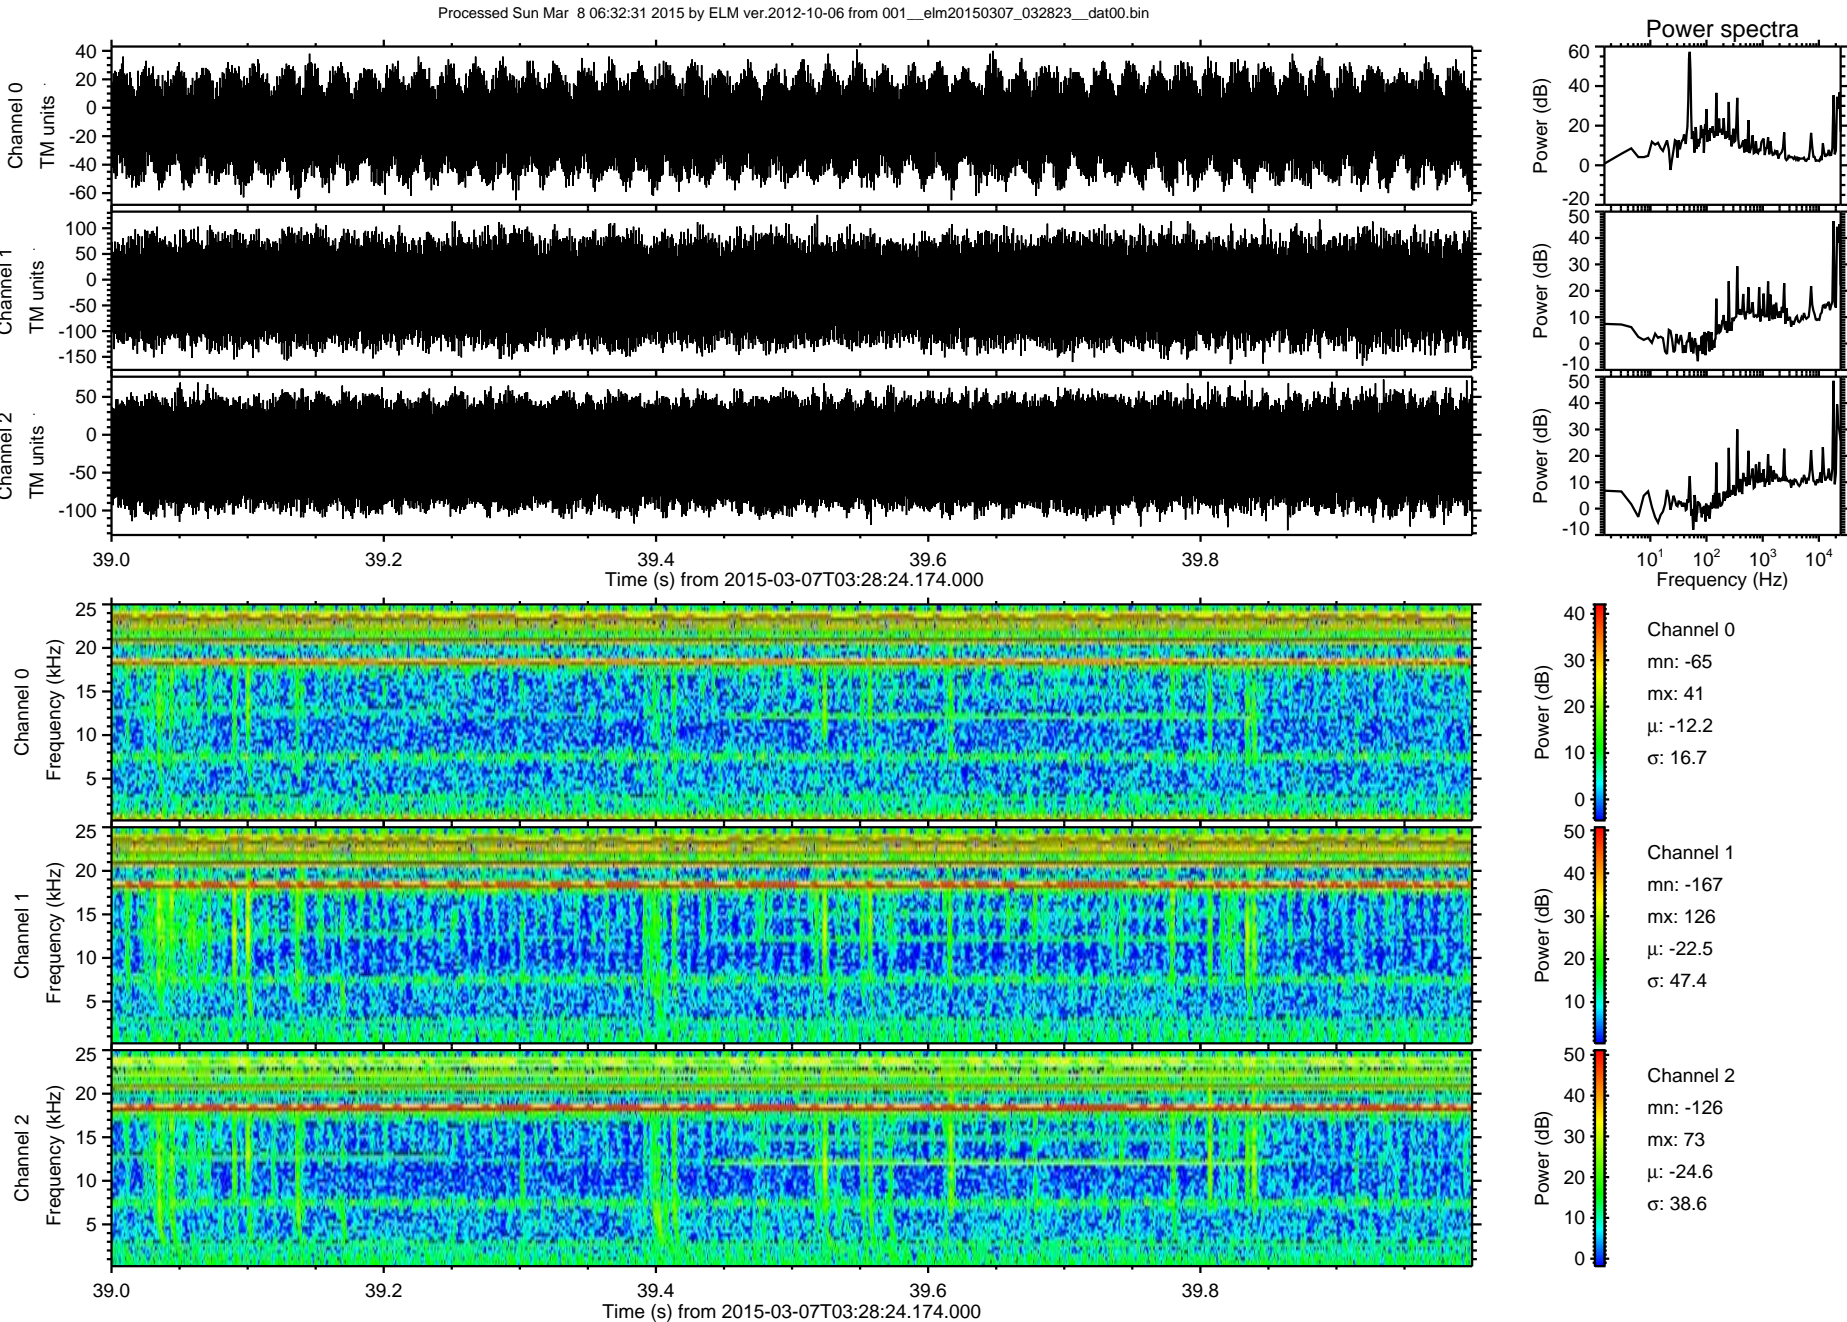 Processed Sun Mar  8 06:32:31 2015 by ELM ver.2012-10-06 from 001__elm20150307_032823__dat00.bin
Power spectra
Channel 0
TM units
40
20
0
-20
-40
-60
Power (dB)
60
40
20
0
-20
Channel 1
TM units
100
50
0
-50
-100
-150
Power (dB)
50
40
30
20
10
0
-10
Channel 2
TM units
50
0
-50
-100
Power (dB)
50
40
30
20
10
0
-10
39.0 39.2 39.4 39.6 39.8
Time (s) from 2015-03-07T03:28:24.174.000
10¹ 10² 10³ 10⁴
Frequency (Hz)
Channel 0
Frequency (kHz)
25
20
15
10
5
Power (dB)
40
30
20
10
0
Channel 0
mn: -65
mx: 41
μ: -12.2
σ: 16.7
Channel 1
Frequency (kHz)
25
20
15
10
5
Power (dB)
50
40
30
20
10
Channel 1
mn: -167
mx: 126
μ: -22.5
σ: 47.4
Channel 2
Frequency (kHz)
25
20
15
10
5
Power (dB)
50
40
30
20
10
0
Channel 2
mn: -126
mx: 73
μ: -24.6
σ: 38.6
39.0 39.2 39.4 39.6 39.8
Time (s) from 2015-03-07T03:28:24.174.000